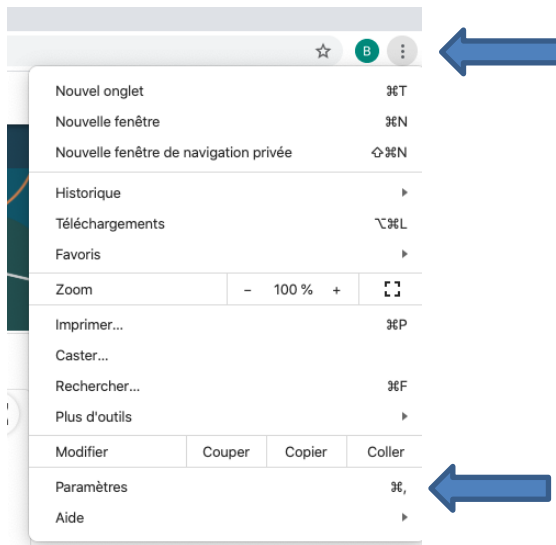 B
Nouvel onglet ⌘T
Nouvelle fenêtre ⌘N
Nouvelle fenêtre de navigation privée ⇧⌘N
Historique
Téléchargements ⌥⌘L
Favoris
Zoom - 100 % +
Imprimer... ⌘P
Caster...
Rechercher... ⌘F
Plus d'outils
Modifier Couper Copier Coller
Paramètres ⌘,
Aide